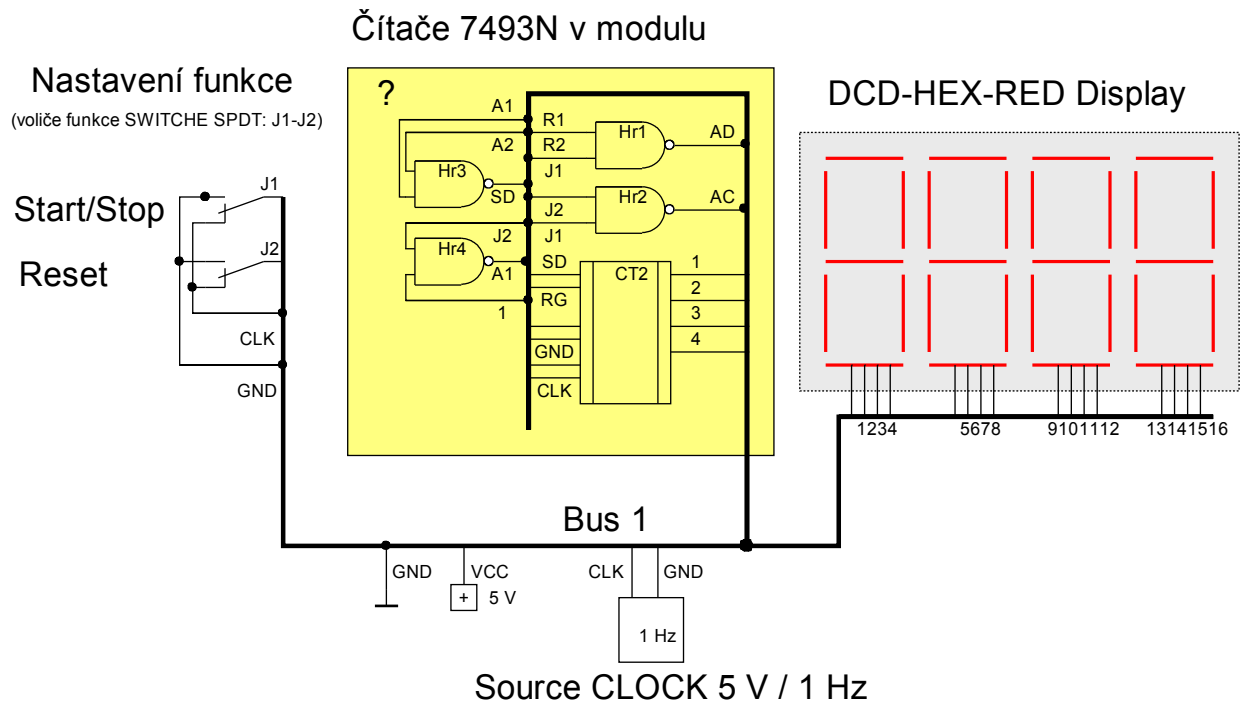 Čítače 7493N v modulu
Nastavení funkce
(voliče funkce SWITCHE SPDT: J1-J2)
Start/Stop
Reset
J1
J2
CLK
GND
?
A1
A2
Hr3
SD
J2
Hr4
A1
1
R1
R2
J1
J2
J1
SD
RG
GND
CLK
Hr1
AD
Hr2
AC
CT2
1
2
3
4
DCD-HEX-RED Display
1234
5678
9101112
13141516
Bus 1
GND
VCC
+ 5 V
CLK
GND
1 Hz
Source CLOCK 5 V / 1 Hz